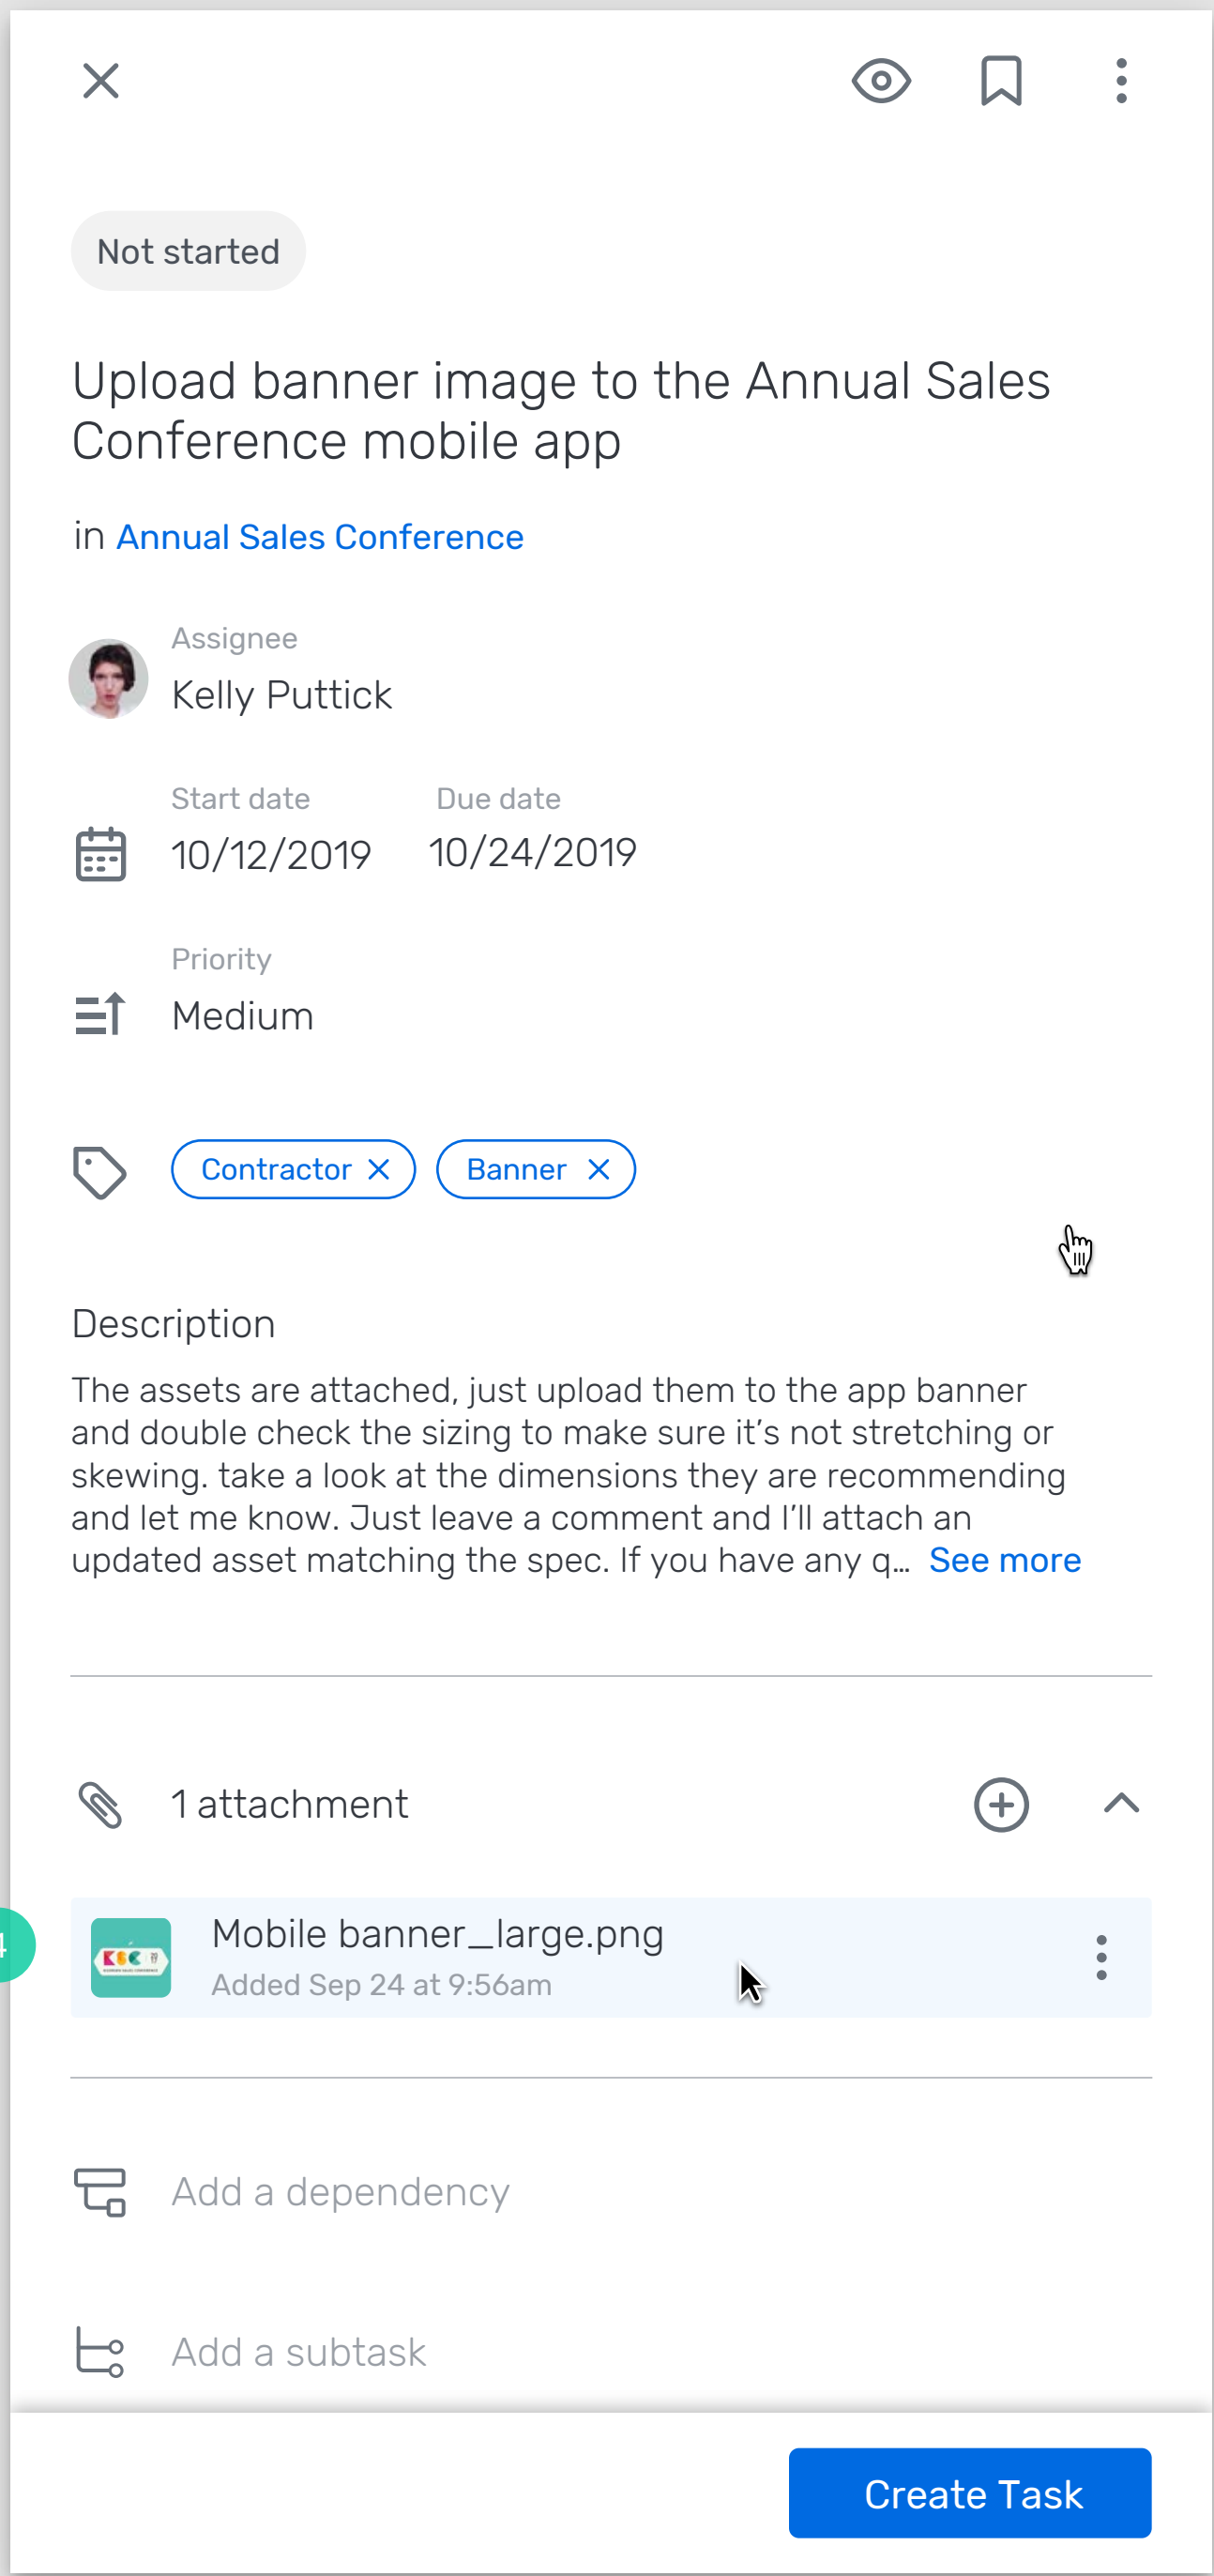 Not started
Upload banner image to the Annual Sales
Conference mobile app
in Annual Sales Conference
Assignee
Kelly Puttick
Start date Due date
10/12/2019 10/24/2019
Priority
Medium
Contractor Banner
Description
The assets are attached, just upload them to the app banner
and double check the sizing to make sure it’s not stretching or
skewing. take a look at the dimensions they are recommending
and let me know. Just leave a comment and I’ll attach an
updated asset matching the spec. If you have any q... See more
1 attachment
Mobile banner_large.png
Added Sep 24 at 9:56am
Add a dependency
Add a subtask
Create Task